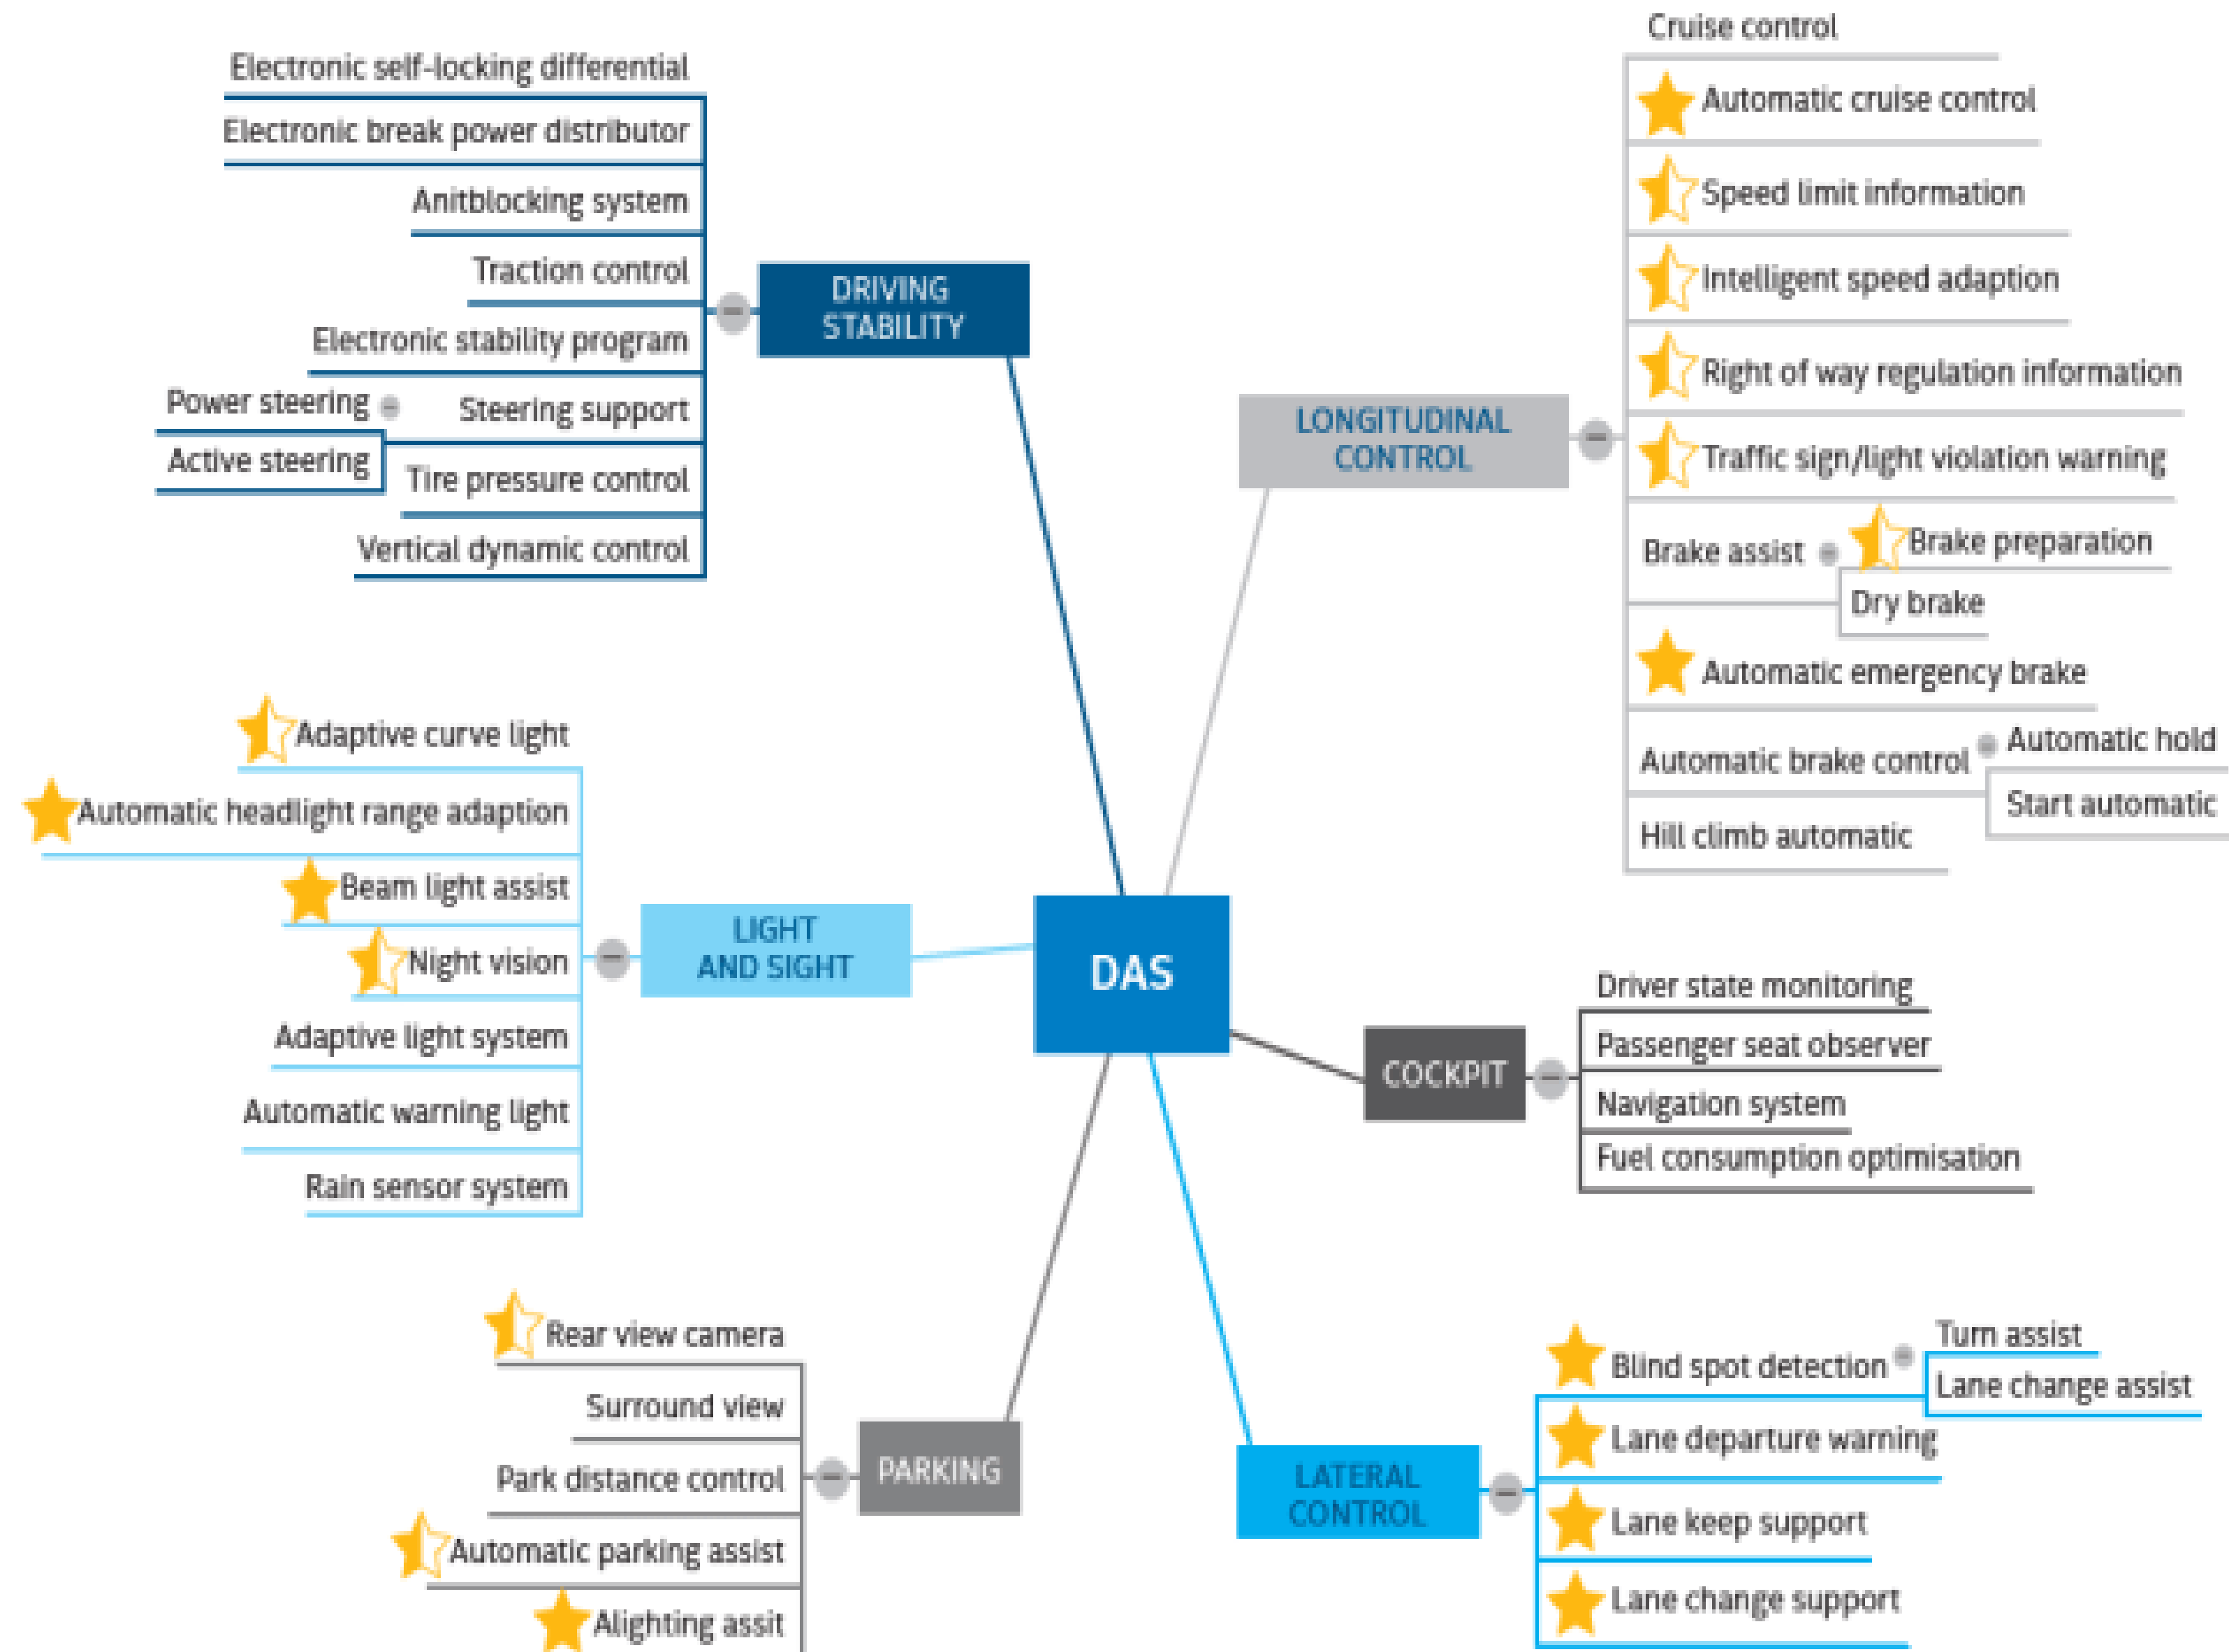 Electronic self-locking differential
Electronic break power distributor
Anitblocking system
Traction control
Electronic stability program
Steering support
Power steering
Active steering
Tire pressure control
Vertical dynamic control
DRIVING
STABILITY
Cruise control
Automatic cruise control
Speed limit information
Intelligent speed adaption
Right of way regulation information
Traffic sign/light violation warning
Brake assist
Brake preparation
Dry brake
Automatic emergency brake
Automatic brake control
Automatic hold
Start automatic
Hill climb automatic
LONGITUDINAL
CONTROL
Adaptive curve light
Automatic headlight range adaption
Beam light assist
Night vision
Adaptive light system
Automatic warning light
Rain sensor system
LIGHT
AND SIGHT
DAS
COCKPIT
Driver state monitoring
Passenger seat observer
Navigation system
Fuel consumption optimisation
Rear view camera
Surround view
Park distance control
Automatic parking assist
Alighting assit
PARKING
LATERAL
CONTROL
Blind spot detection
Turn assist
Lane change assist
Lane departure warning
Lane keep support
Lane change support